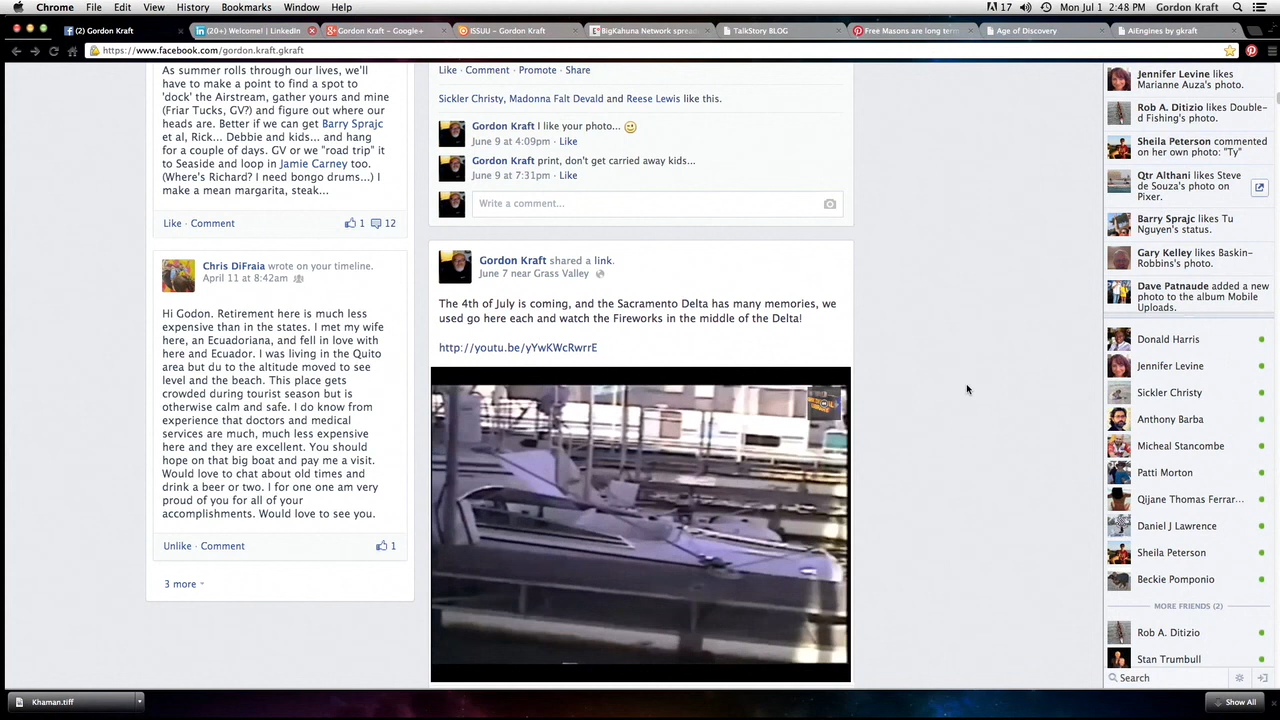 Chrome File Edit View History Bookmarks Window Help
17 Mon Jul 1 2:48 PM Gordon Kraft
(2) Gordon Kraft
(20+) Welcome! | LinkedIn
Gordon Kraft - Google+
ISSUU - Gordon Kraft
BigKahuna Network spread
TalkStory BLOG
Free Masons are long term
Age of Discovery
AiEngines by gkraft
https://www.facebook.com/gordon.kraft.gkraft
As summer rolls through our lives, we'll
have to make a point to find a spot to
'dock' the Airstream, gather yours and mine
(Friar Tucks, GV?) and figure out where our
heads are. Better if we can get Barry Sprajc
et al, Rick... Debbie and kids... and hang
for a couple of days. GV or we "road trip" it
to Seaside and loop in Jamie Carney too.
(Where's Richard? I need bongo drums...) I
make a mean margarita, steak...
Like · Comment 1 12
Chris DiFraia wrote on your timeline.
April 11 at 8:42am
Hi Godon. Retirement here is much less
expensive than in the states. I met my wife
here, an Ecuadoriana, and fell in love with
here and Ecuador. I was living in the Quito
area but du to the altitude moved to see
level and the beach. This place gets
crowded during tourist season but is
otherwise calm and safe. I do know from
experience that doctors and medical
services are much, much less expensive
here and they are excellent. You should
hope on that big boat and pay me a visit.
Would love to chat about old times and
drink a beer or two. I for one one am very
proud of you for all of your
accomplishments. Would love to see you.
Unlike · Comment 1
3 more
Like · Comment · Promote · Share
Sickler Christy, Madonna Falt Devald and Reese Lewis like this.
Gordon Kraft I like your photo...
June 9 at 4:09pm · Like
Gordon Kraft print, don't get carried away kids...
June 9 at 7:31pm · Like
Write a comment...
Gordon Kraft shared a link.
June 7 near Grass Valley
The 4th of July is coming, and the Sacramento Delta has many memories, we
used go here each and watch the Fireworks in the middle of the Delta!
http://youtu.be/yYwKWcRwrrE
Jennifer Levine likes
Marianne Auza's photo.
Rob A. Ditizio likes Double-
d Fishing's photo.
Sheila Peterson commented
on her own photo: "Ty"
Qtr Althani likes Steve
de Souza's photo on
Pixer.
Barry Sprajc likes Tu
Nguyen's status.
Gary Kelley likes Baskin-
Robbins's photo.
Dave Patnaude added a new
photo to the album Mobile
Uploads.
Donald Harris
Jennifer Levine
Sickler Christy
Anthony Barba
Micheal Stancombe
Patti Morton
Qijane Thomas Ferrar...
Daniel J Lawrence
Sheila Peterson
Beckie Pomponio
MORE FRIENDS (2)
Rob A. Ditizio
Stan Trumbull
Search
Khaman.tiff
Show All